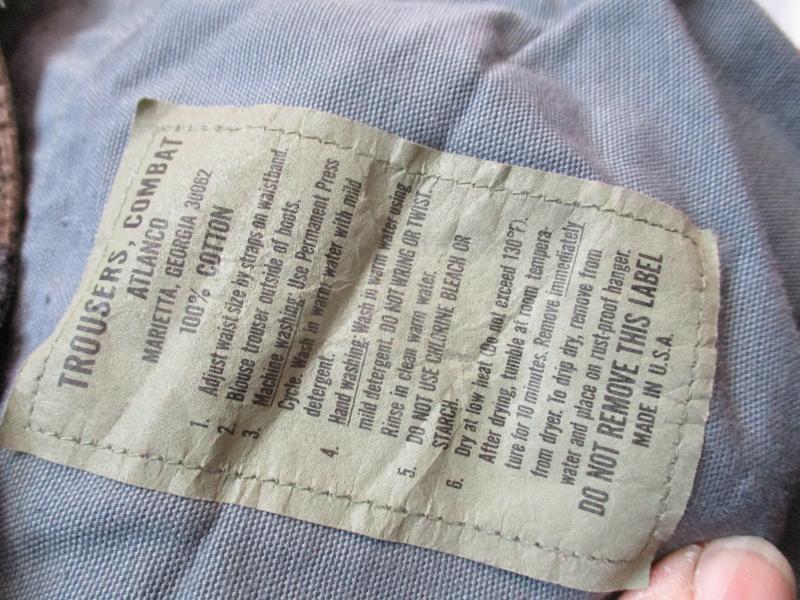 TROUSERS, COMBAT
ATLANCO
MARIETTA, GEORGIA 30062
100% COTTON
1. Adjust waist size by straps on waistband.
2. Blouse trouser outside of boots.
3. Machine washing: Use Permanent Press
Cycle. Wash in warm water with mild
detergent.
4. Hand washing: Wash in warm water using
mild detergent. DO NOT WRING OR TWIST.
Rinse in clean warm water.
5. DO NOT USE CHLORINE BLEACH OR
STARCH.
6. Dry at low heat (Do not exceed 130°F).
After drying, tumble at room tempera-
ture for 10 minutes. Remove immediately
from dryer. To drip dry, remove from
water and place on rust-proof hanger.
DO NOT REMOVE THIS LABEL
MADE IN U.S.A.